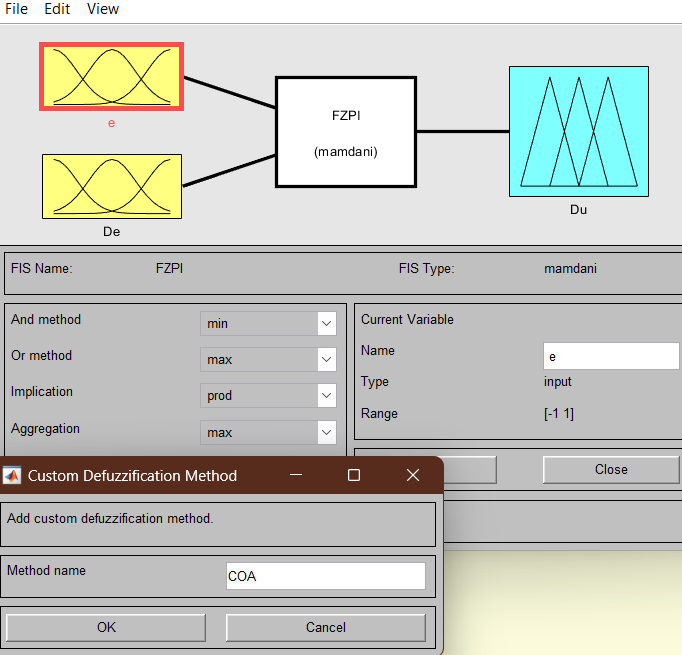 File Edit View
e
FZPI
(mamdani)
De
Du
FIS Name: FZPI FIS Type: mamdani
And method min
Or method max
Implication prod
Aggregation max
Current Variable
Name e
Type input
Range [-1 1]
Close
Custom Defuzzification Method
Add custom defuzzification method.
Method name COA
OK Cancel